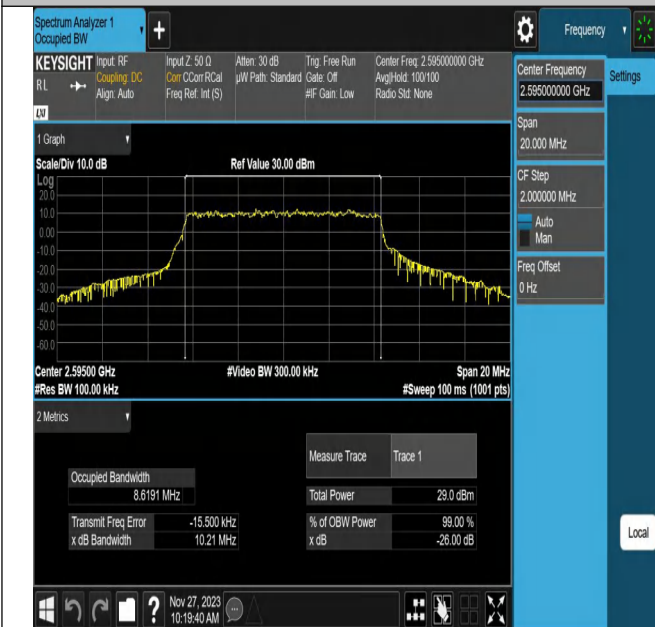 Spectrum Analyzer 1
Occupied BW
+
Frequency
KEYSIGHT
RL
LXI
Input: RF
Coupling: DC
Align: Auto
Input Z: 50 Ω
Corr CCorr RCal
Freq Ref: Int (S)
Atten: 30 dB
µW Path: Standard
Trig: Free Run
Gate: Off
#IF Gain: Low
Center Freq: 2.595000000 GHz
Avg|Hold: 100/100
Radio Std: None
Center Frequency
2.595000000 GHz
Settings
Span
20.000 MHz
CF Step
2.000000 MHz
Auto
Man
Freq Offset
0 Hz
1 Graph
Scale/Div 10.0 dB
Ref Value 30.00 dBm
Log
20.0
10.0
0.00
-10.0
-20.0
-30.0
-40.0
-50.0
-60.0
Center 2.59500 GHz
#Video BW 300.00 kHz
Span 20 MHz
#Res BW 100.00 kHz
#Sweep 100 ms (1001 pts)
2 Metrics
Measure Trace
Trace 1
Occupied Bandwidth
8.6191 MHz
Total Power
29.0 dBm
Transmit Freq Error
-15.500 kHz
% of OBW Power
99.00 %
x dB Bandwidth
10.21 MHz
x dB
-26.00 dB
Local
?
Nov 27, 2023
10:19:40 AM